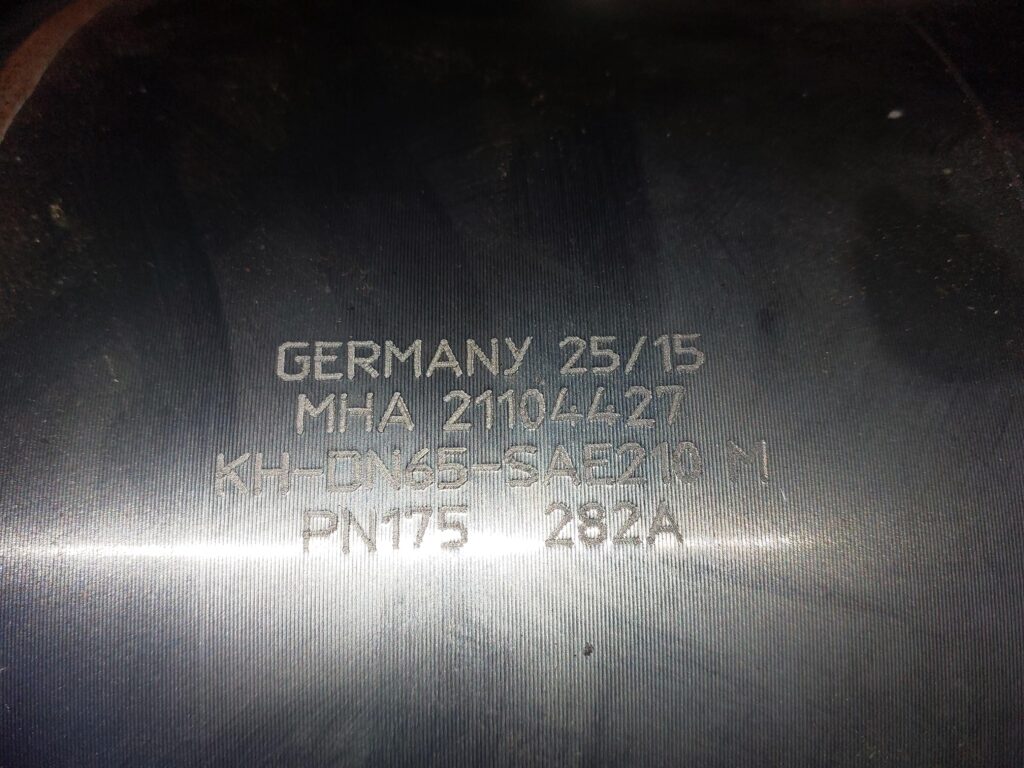 GERMANY 25/15
MHA 21104427
KH-DN65-SAE210 M
PN175 282A